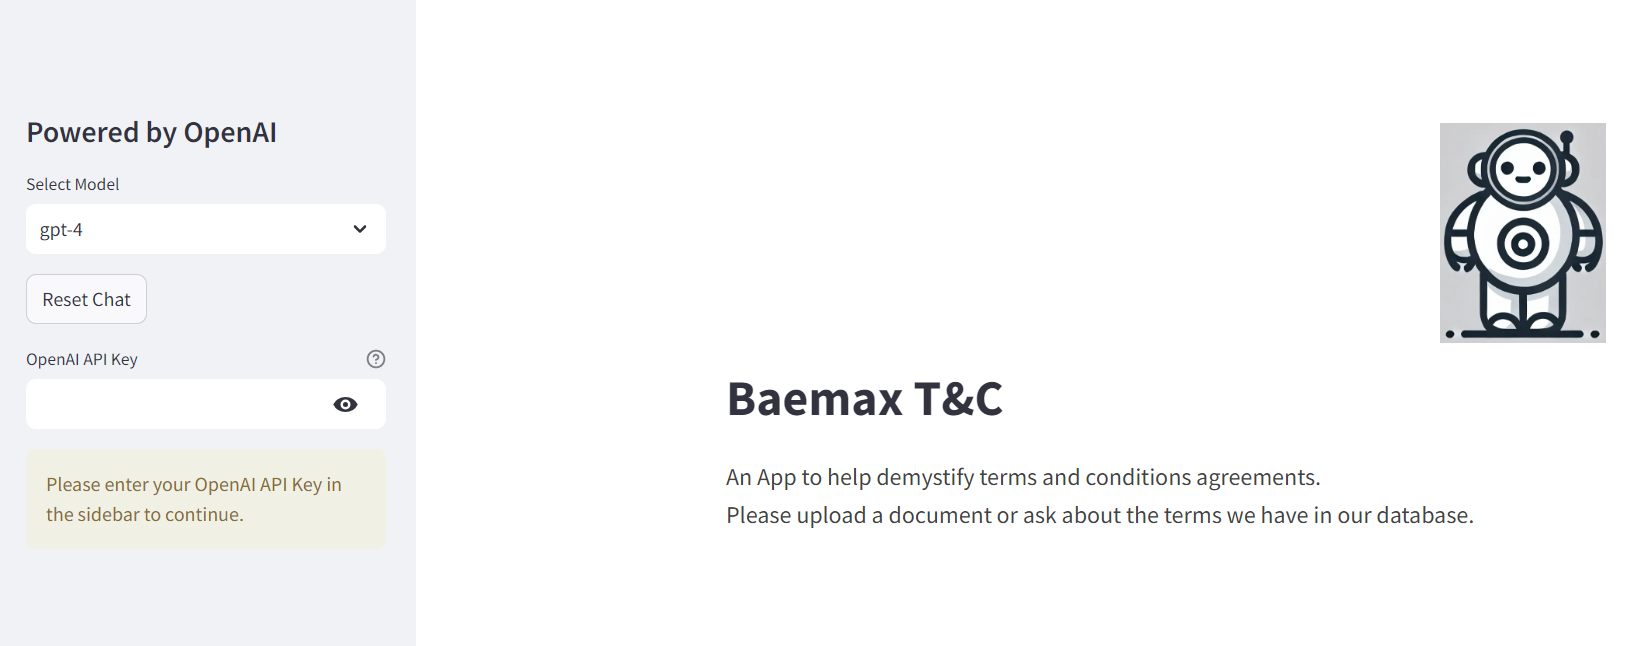 Powered by OpenAI
Select Model
gpt-4
Reset Chat
OpenAI API Key
Please enter your OpenAI API Key in
the sidebar to continue.
Baemax T&C
An App to help demystify terms and conditions agreements.
Please upload a document or ask about the terms we have in our database.